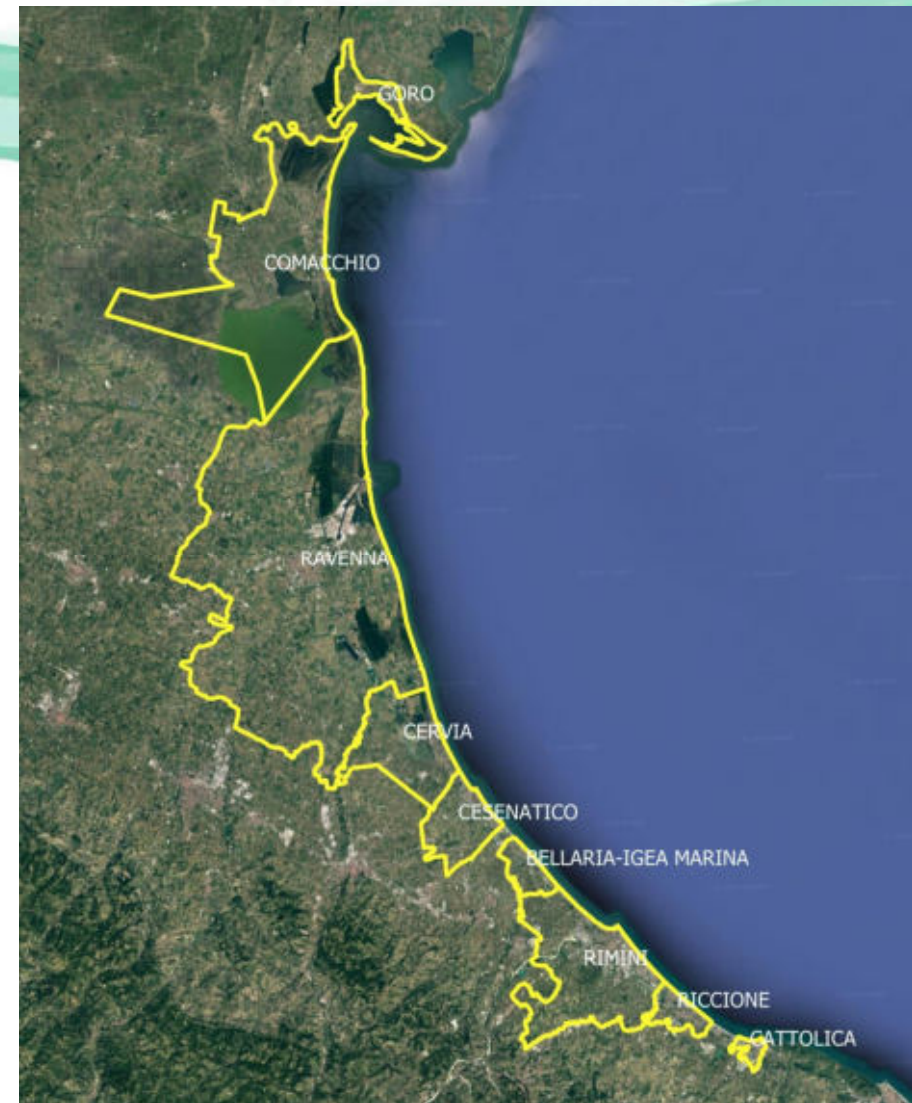 GORO
COMACCHIO
RAVENNA
CERVIA
CESENATICO
BELLARIA-IGEA MARINA
RIMINI
RICCIONE
CATTOLICA